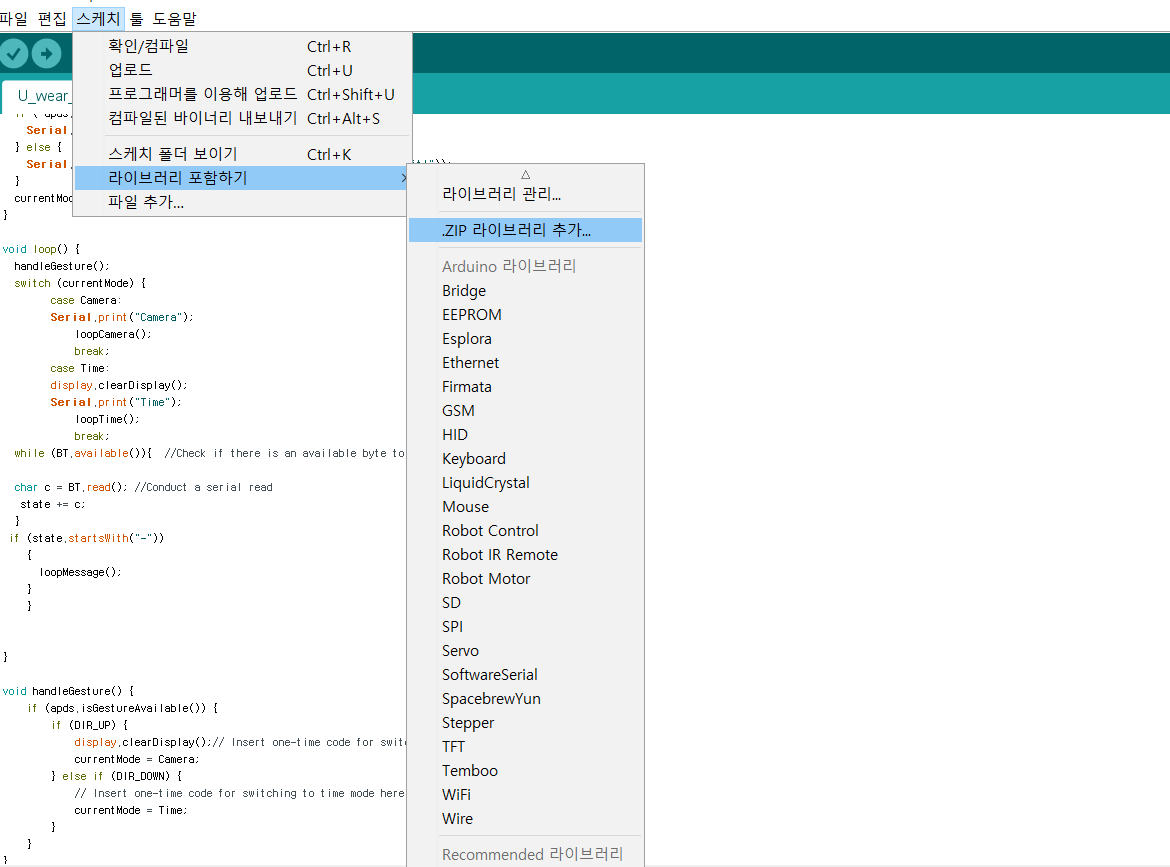 파일 편집 스케치 툴 도움말
확인/컴파일 Ctrl+R
업로드 Ctrl+U
프로그래머를 이용해 업로드 Ctrl+Shift+U
컴파일된 바이너리 내보내기 Ctrl+Alt+S
스케치 폴더 보이기 Ctrl+K
라이브러리 포함하기
파일 추가...
라이브러리 관리...
.ZIP 라이브러리 추가...
Arduino 라이브러리
Bridge
EEPROM
Esplora
Ethernet
Firmata
GSM
HID
Keyboard
LiquidCrystal
Mouse
Robot Control
Robot IR Remote
Robot Motor
SD
SPI
Servo
SoftwareSerial
SpacebrewYun
Stepper
TFT
Temboo
WiFi
Wire
Recommended 라이브러리
U_wear_
Serial.
} else {
Serial.
}
currentMod
}
void loop() {
handleGesture();
switch (currentMode) {
case Camera:
Serial.print("Camera");
loopCamera();
break;
case Time:
display.clearDisplay();
Serial.print("Time");
loopTime();
break;
while (BT.available()){ //Check if there is an available byte to
char c = BT.read(); //Conduct a serial read
state += c;
}
if (state.startsWith("-"))
{
loopMessage();
}
}
}
void handleGesture() {
if (apds.isGestureAvailable()) {
if (DIR_UP) {
display.clearDisplay();// Insert one-time code for swit
currentMode = Camera;
} else if (DIR_DOWN) {
// Insert one-time code for switching to time mode here
currentMode = Time;
}
}
}